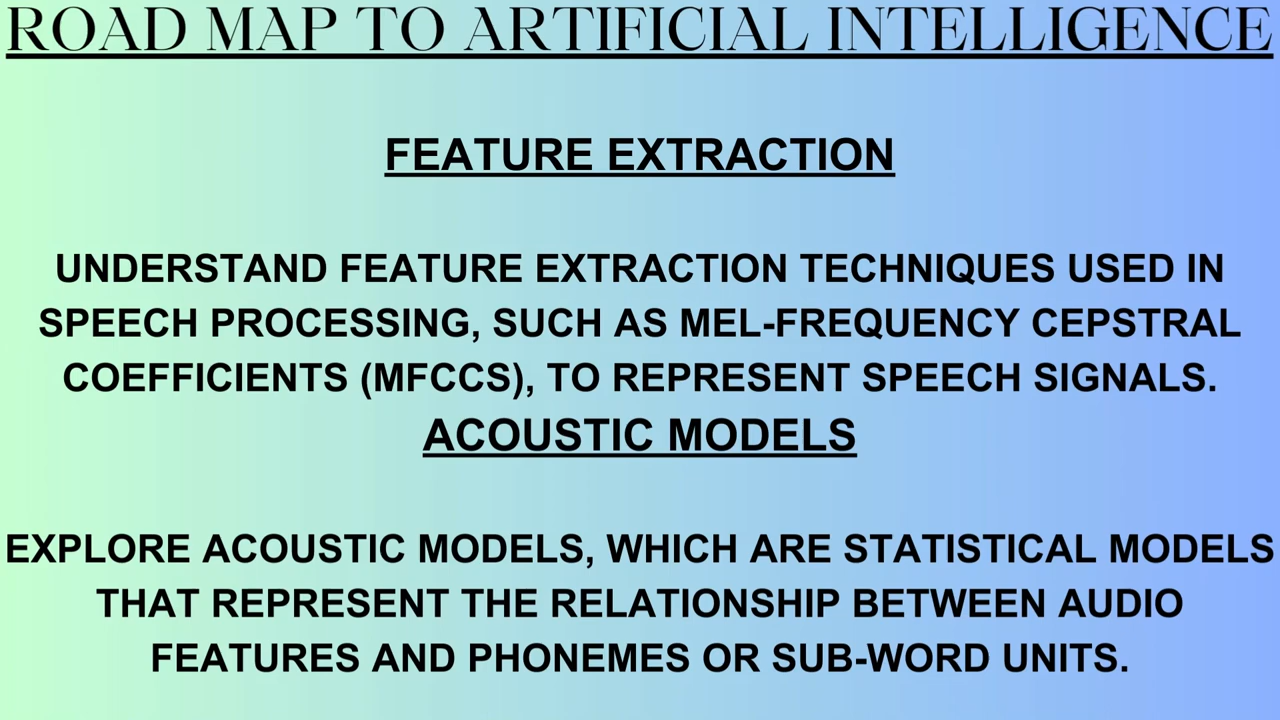 ROAD MAP TO ARTIFICIAL INTELLIGENCE
FEATURE EXTRACTION
UNDERSTAND FEATURE EXTRACTION TECHNIQUES USED IN
SPEECH PROCESSING, SUCH AS MEL-FREQUENCY CEPSTRAL
COEFFICIENTS (MFCCS), TO REPRESENT SPEECH SIGNALS.
ACOUSTIC MODELS
EXPLORE ACOUSTIC MODELS, WHICH ARE STATISTICAL MODELS
THAT REPRESENT THE RELATIONSHIP BETWEEN AUDIO
FEATURES AND PHONEMES OR SUB-WORD UNITS.